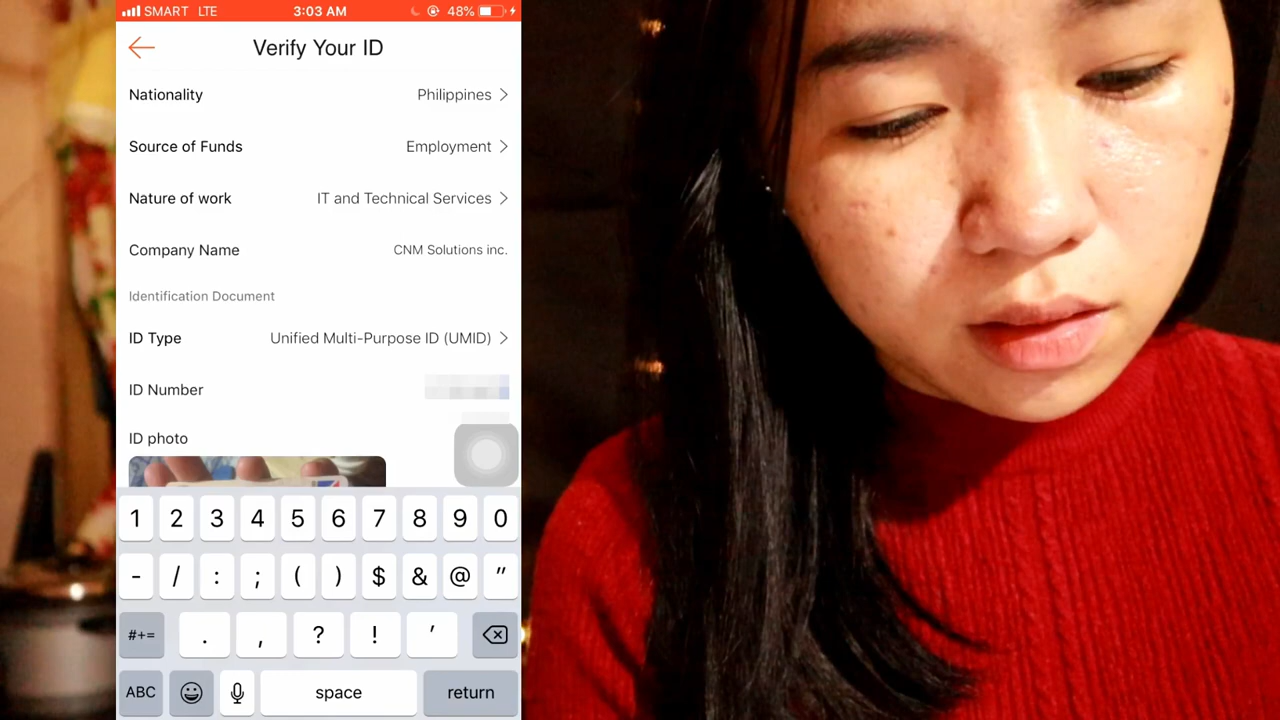 SMART LTE 3:03 AM 48%
Verify Your ID
Nationality Philippines
Source of Funds Employment
Nature of work IT and Technical Services
Company Name CNM Solutions inc.
Identification Document
ID Type Unified Multi-Purpose ID (UMID)
ID Number
ID photo
1 2 3 4 5 6 7 8 9 0
- / : ; ( ) $ & @ "
#+= . , ? ! '
ABC space return